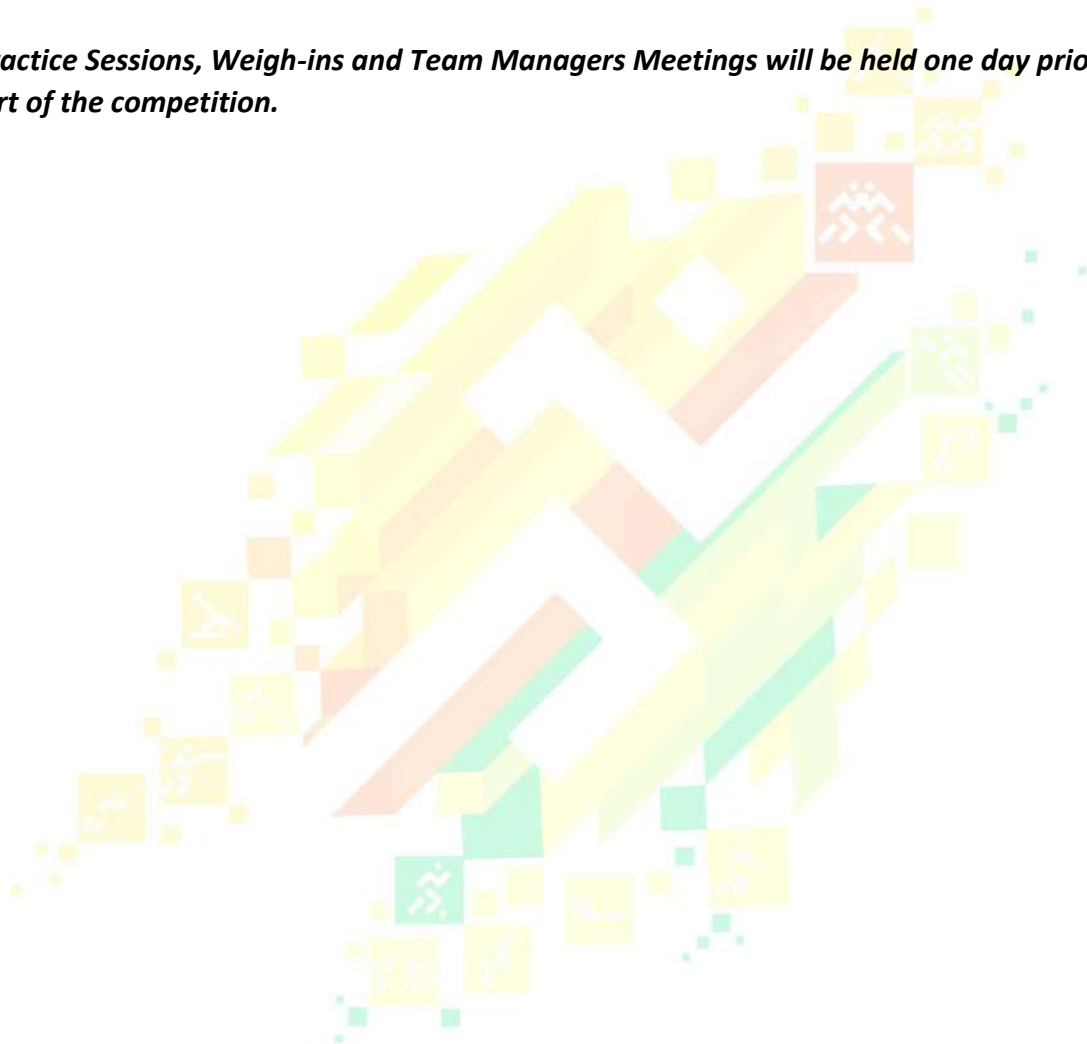 actice Sessions, Weigh-ins and Team Managers Meetings will be held one day prio
rt of the competition.